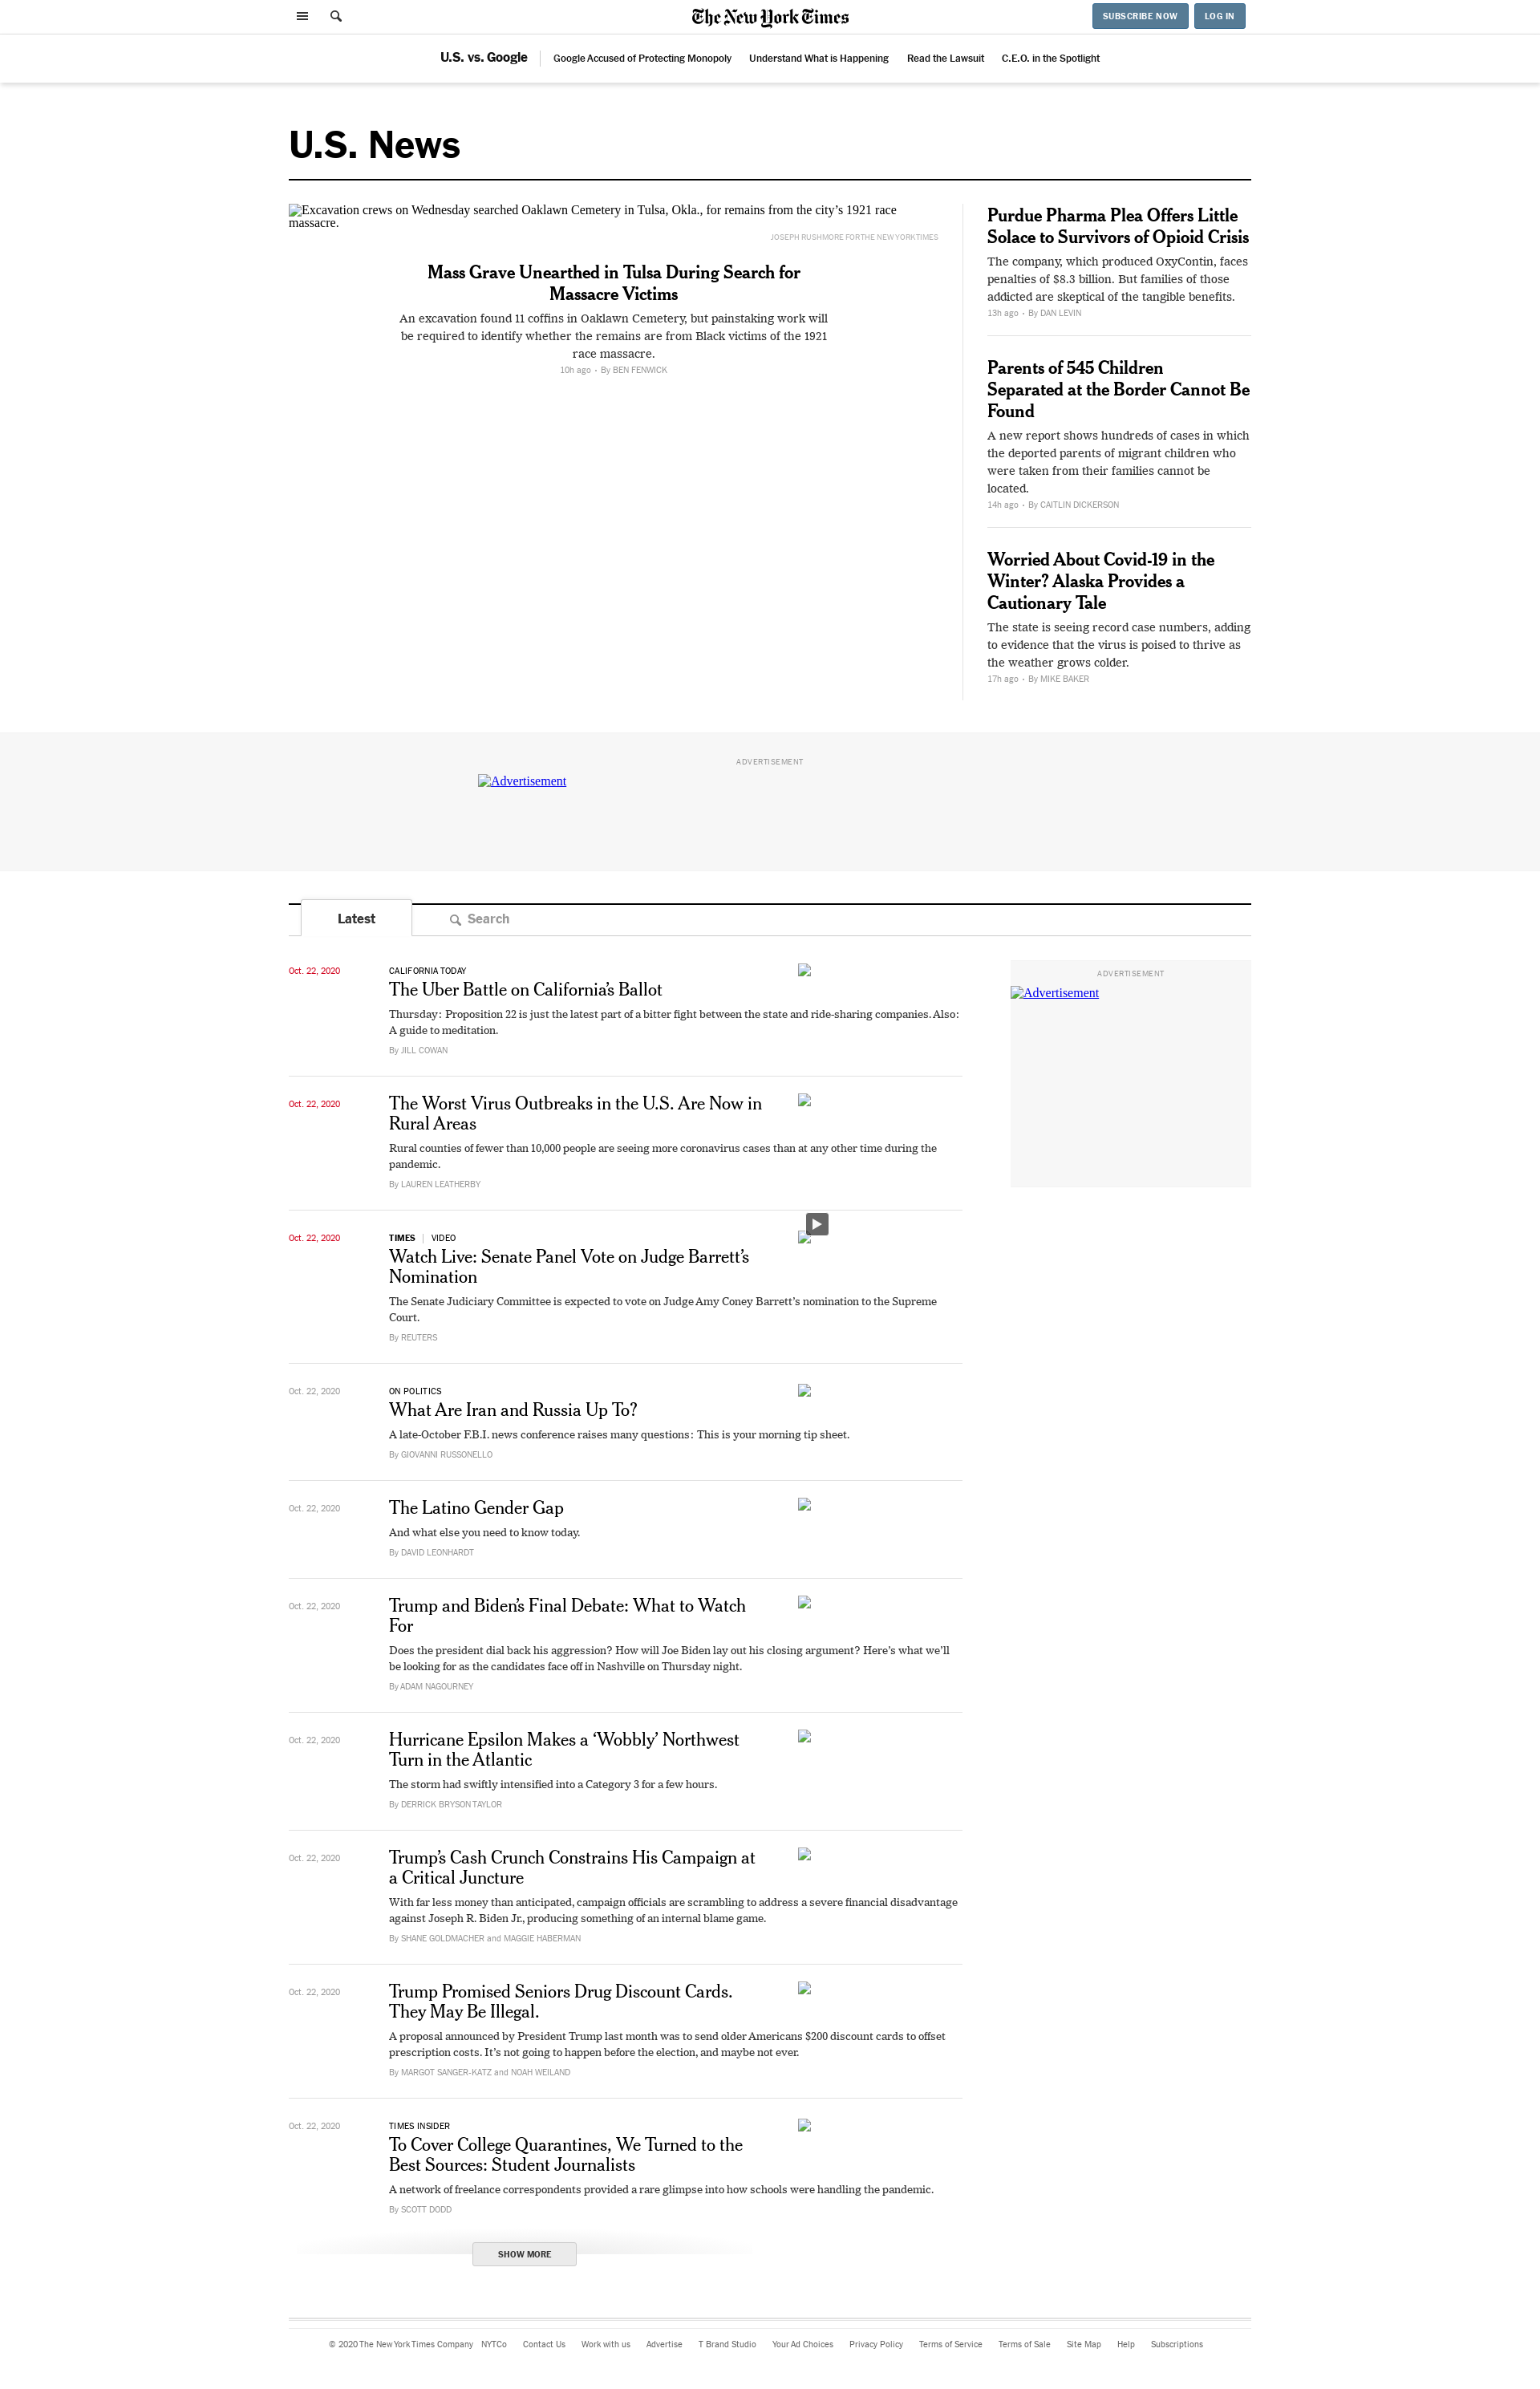 The New York Times
SUBSCRIBE NOW
LOG IN
U.S. vs. Google
Google Accused of Protecting Monopoly
Understand What is Happening
Read the Lawsuit
C.E.O. in the Spotlight
U.S. News
Excavation crews on Wednesday searched Oaklawn Cemetery in Tulsa, Okla., for remains from the city’s 1921 race
massacre.
JOSEPH RUSHMORE FOR THE NEW YORK TIMES
Mass Grave Unearthed in Tulsa During Search for
Massacre Victims
An excavation found 11 coffins in Oaklawn Cemetery, but painstaking work will
be required to identify whether the remains are from Black victims of the 1921
race massacre.
10h ago • By BEN FENWICK
Purdue Pharma Plea Offers Little
Solace to Survivors of Opioid Crisis
The company, which produced OxyContin, faces
penalties of $8.3 billion. But families of those
addicted are skeptical of the tangible benefits.
13h ago • By DAN LEVIN
Parents of 545 Children
Separated at the Border Cannot Be
Found
A new report shows hundreds of cases in which
the deported parents of migrant children who
were taken from their families cannot be
located.
14h ago • By CAITLIN DICKERSON
Worried About Covid-19 in the
Winter? Alaska Provides a
Cautionary Tale
The state is seeing record case numbers, adding
to evidence that the virus is poised to thrive as
the weather grows colder.
17h ago • By MIKE BAKER
ADVERTISEMENT
Advertisement
Latest
Search
Oct. 22, 2020
CALIFORNIA TODAY
The Uber Battle on California’s Ballot
Thursday: Proposition 22 is just the latest part of a bitter fight between the state and ride-sharing companies. Also:
A guide to meditation.
By JILL COWAN
ADVERTISEMENT
Advertisement
Oct. 22, 2020
The Worst Virus Outbreaks in the U.S. Are Now in
Rural Areas
Rural counties of fewer than 10,000 people are seeing more coronavirus cases than at any other time during the
pandemic.
By LAUREN LEATHERBY
Oct. 22, 2020
TIMES | VIDEO
Watch Live: Senate Panel Vote on Judge Barrett’s
Nomination
The Senate Judiciary Committee is expected to vote on Judge Amy Coney Barrett’s nomination to the Supreme
Court.
By REUTERS
Oct. 22, 2020
ON POLITICS
What Are Iran and Russia Up To?
A late-October F.B.I. news conference raises many questions: This is your morning tip sheet.
By GIOVANNI RUSSONELLO
Oct. 22, 2020
The Latino Gender Gap
And what else you need to know today.
By DAVID LEONHARDT
Oct. 22, 2020
Trump and Biden’s Final Debate: What to Watch
For
Does the president dial back his aggression? How will Joe Biden lay out his closing argument? Here’s what we’ll
be looking for as the candidates face off in Nashville on Thursday night.
By ADAM NAGOURNEY
Oct. 22, 2020
Hurricane Epsilon Makes a ‘Wobbly’ Northwest
Turn in the Atlantic
The storm had swiftly intensified into a Category 3 for a few hours.
By DERRICK BRYSON TAYLOR
Oct. 22, 2020
Trump’s Cash Crunch Constrains His Campaign at
a Critical Juncture
With far less money than anticipated, campaign officials are scrambling to address a severe financial disadvantage
against Joseph R. Biden Jr., producing something of an internal blame game.
By SHANE GOLDMACHER and MAGGIE HABERMAN
Oct. 22, 2020
Trump Promised Seniors Drug Discount Cards.
They May Be Illegal.
A proposal announced by President Trump last month was to send older Americans $200 discount cards to offset
prescription costs. It’s not going to happen before the election, and maybe not ever.
By MARGOT SANGER-KATZ and NOAH WEILAND
Oct. 22, 2020
TIMES INSIDER
To Cover College Quarantines, We Turned to the
Best Sources: Student Journalists
A network of freelance correspondents provided a rare glimpse into how schools were handling the pandemic.
By SCOTT DODD
SHOW MORE
© 2020 The New York Times Company NYTCo Contact Us Work with us Advertise T Brand Studio Your Ad Choices Privacy Policy Terms of Service Terms of Sale Site Map Help Subscriptions